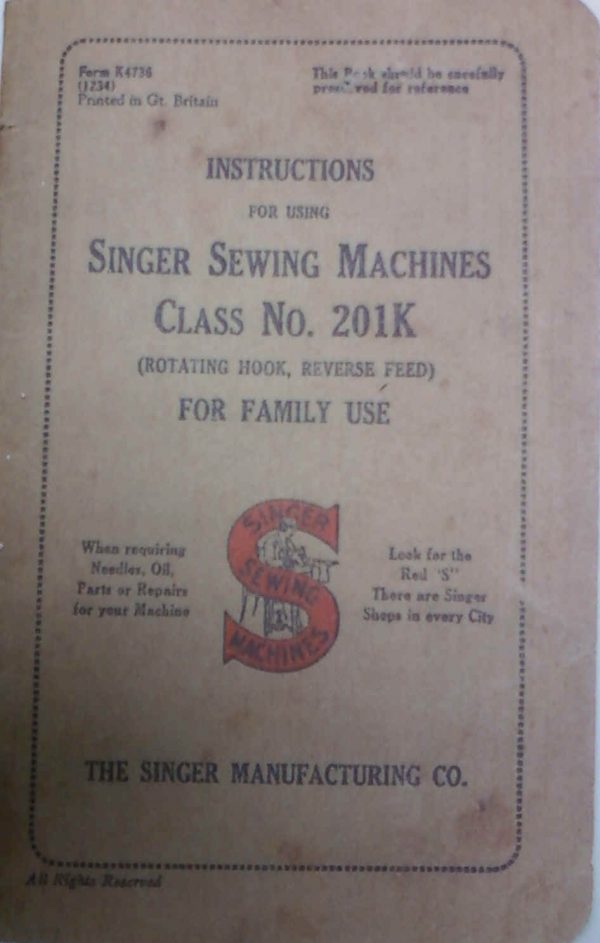 Form K4736
(1234)
Printed in Gt. Britain
This Book should be carefully
preserved for reference
INSTRUCTIONS
FOR USING
SINGER SEWING MACHINES
CLASS NO. 201K
(ROTATING HOOK, REVERSE FEED)
FOR FAMILY USE
When requiring
Needles, Oil,
Parts or Repairs
for your Machine
SINGER
SEWING
MACHINES
Look for the
Red "S"
There are Singer
Shops in every City
THE SINGER MANUFACTURING CO.
All Rights Reserved